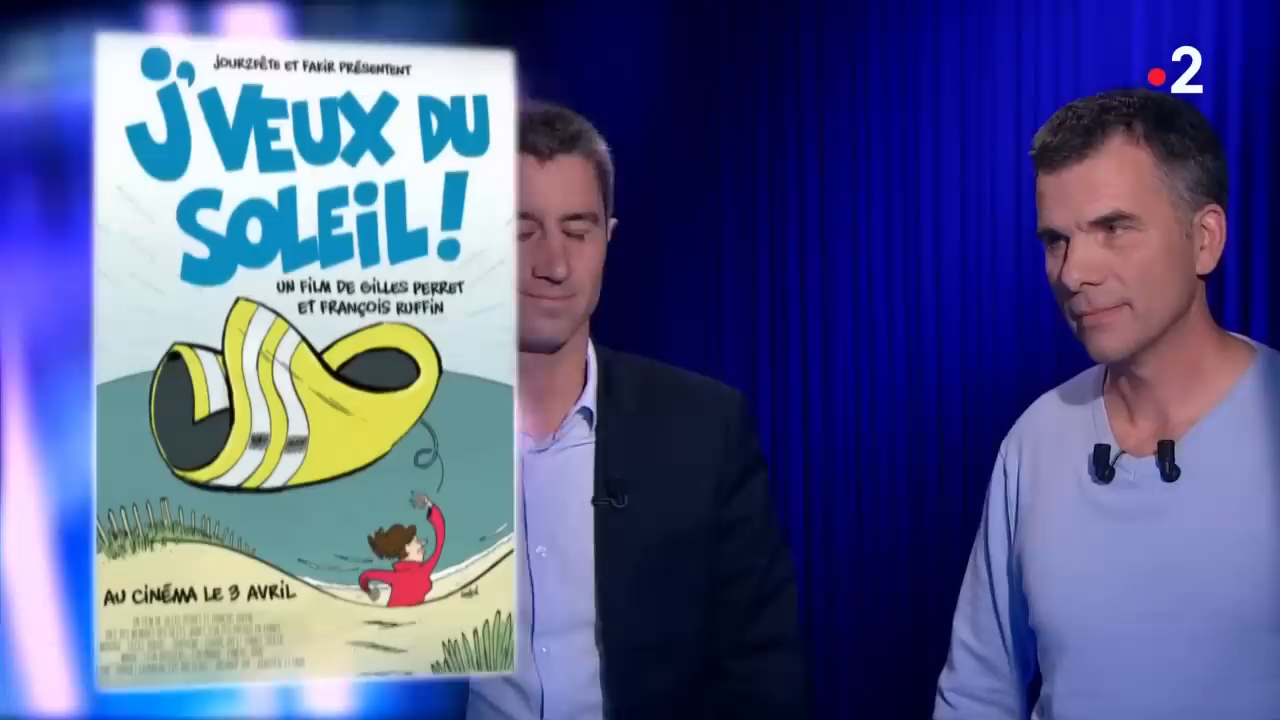 JOURZFÊTE ET FAKIR PRÉSENTENT
J'VEUX DU
SOLEIL!
UN FILM DE GILLES PERRET
ET FRANÇOIS RUFFIN
AU CINÉMA LE 3 AVRIL
2